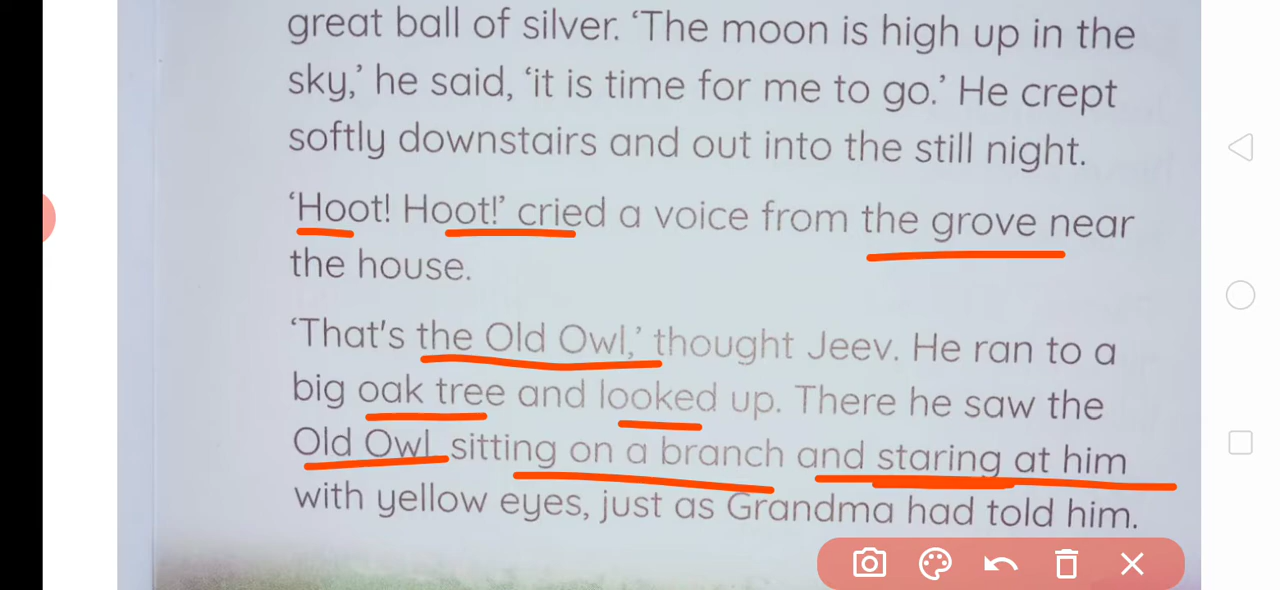 great ball of silver. ‘The moon is high up in the
sky,’ he said, ‘it is time for me to go.’ He crept
softly downstairs and out into the still night.
‘Hoot! Hoot!’ cried a voice from the grove near
the house.
‘That's the Old Owl,’ thought Jeev. He ran to a
big oak tree and looked up. There he saw the
Old Owl sitting on a branch and staring at him
with yellow eyes, just as Grandma had told him.